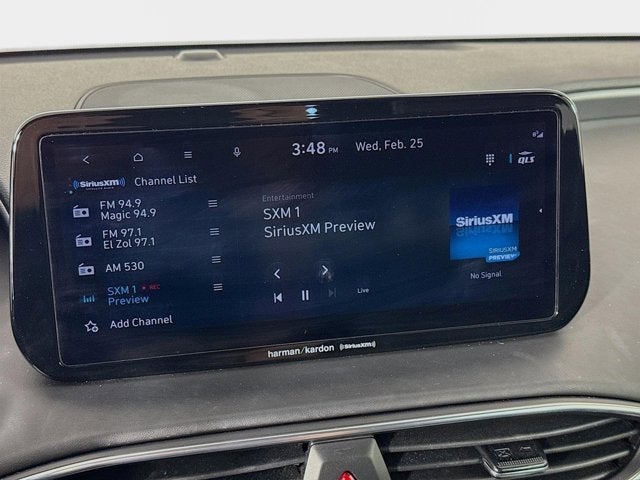 3:48 PM Wed, Feb. 25
QLS
SiriusXM Channel List
FM 94.9
Magic 94.9
FM 97.1
El Zol 97.1
AM 530
SXM 1 REC
Preview
Add Channel
Entertainment
SXM 1
SiriusXM Preview
Live
SiriusXM
SIRIUSXM
PREVIEW
No Signal
harman/kardon SiriusXM